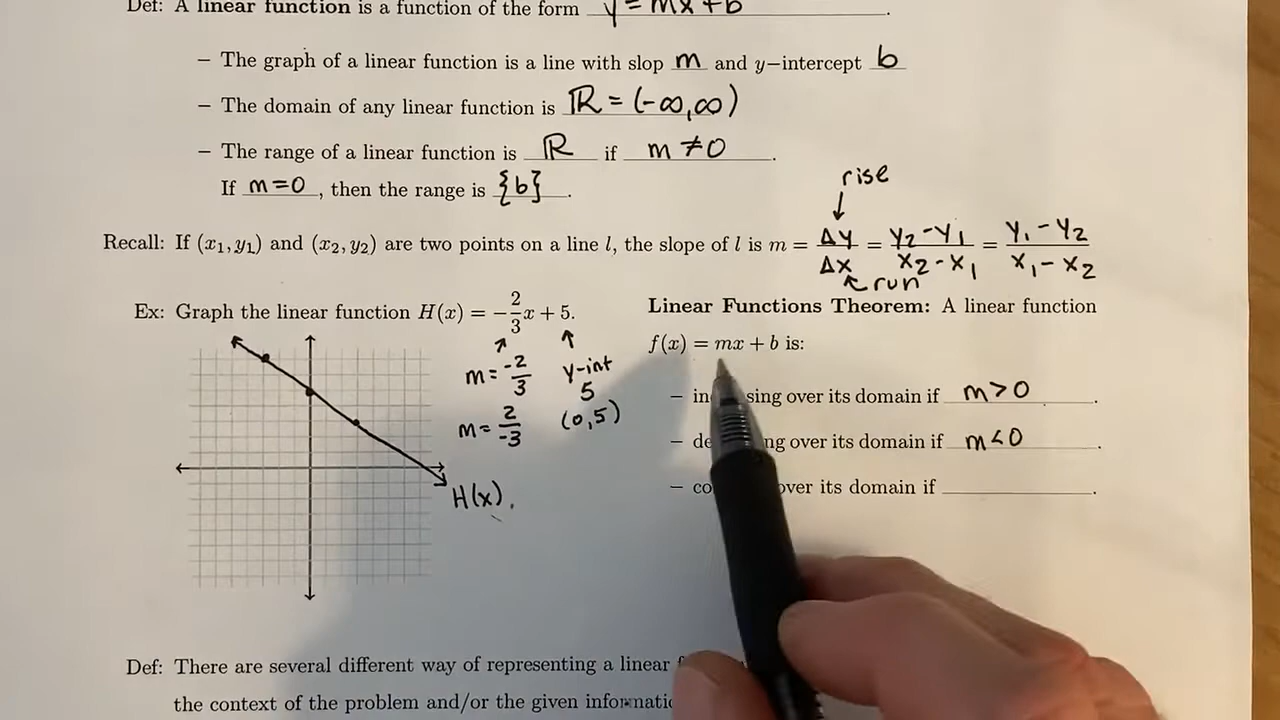 Def: A linear function is a function of the form y = mx + b.
– The graph of a linear function is a line with slop m and y−intercept b
– The domain of any linear function is ℝ = (-∞,∞)
– The range of a linear function is ℝ if m ≠ 0.
If m=0, then the range is {b}.
rise
↓
Recall: If (x₁, y₁) and (x₂, y₂) are two points on a line l, the slope of l is m = Δy/Δx = y₂-y₁/x₂-x₁ = y₁-y₂/x₁-x₂
run
Ex: Graph the linear function H(x) = −2/3x + 5.
m = -2/3
m = 2/-3
y-int
5
(0,5)
H(x).
Linear Functions Theorem: A linear function
f(x) = mx + b is:
– sing over its domain if m>0.
– de ng over its domain if m<0.
– co over its domain if .
Def: There are several different way of representing a linear
the context of the problem and/or the given